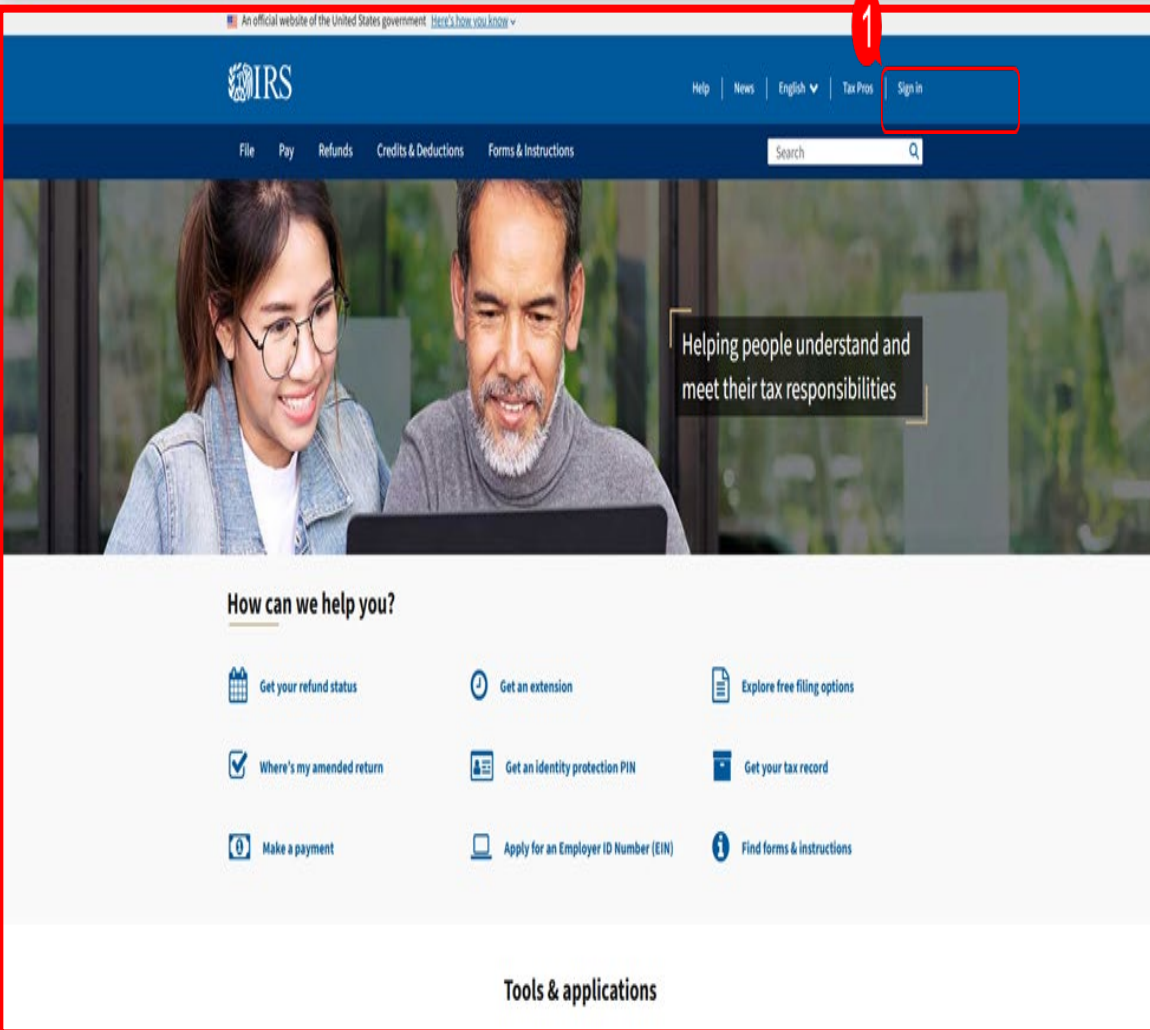 An official website of the United States government Here's how you know
1
IRS
Help News English Tax Pros Sign in
File Pay Refunds Credits & Deductions Forms & Instructions
Search
Helping people understand and
meet their tax responsibilities
How can we help you?
Get your refund status Get an extension Explore free filing options
Where's my amended return Get an identity protection PIN Get your tax record
Make a payment Apply for an Employer ID Number (EIN) Find forms & instructions
Tools & applications